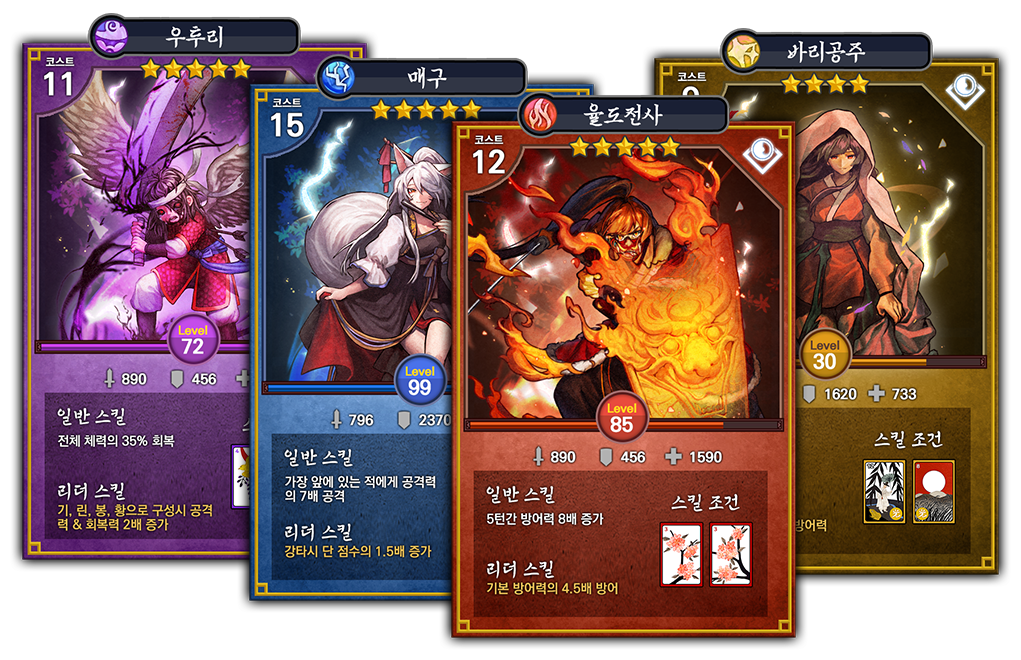 우투리
코스트
11
Level
72
890
456
일반 스킬
전체 체력의 35% 회복
리더 스킬
기, 린, 봉, 황으로 구성시 공격
력 & 회복력 2배 증가
매구
코스트
15
Level
99
796
2370
일반 스킬
가장 앞에 있는 적에게 공격력
의 7배 공격
리더 스킬
강타시 단 점수의 1.5배 증가
율도전사
코스트
12
Level
85
890
456
1590
일반 스킬
5턴간 방어력 8배 증가
스킬 조건
3
3
리더 스킬
기본 방어력의 4.5배 방어
바리공주
코스트
Level
30
1620
733
스킬 조건
8
방어력